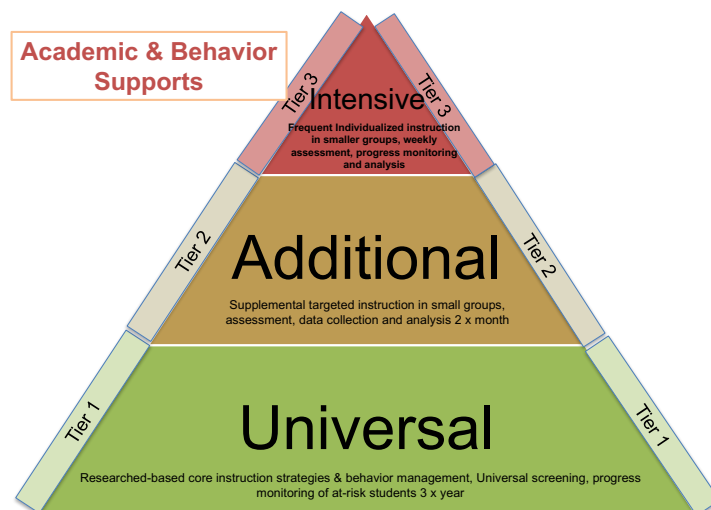 Academic & Behavior
Supports
Tier 3
Tier 3
Intensive
Frequent Individualized instruction
in smaller groups, weekly
assessment, progress monitoring
and analysis
Tier 2
Tier 2
Additional
Supplemental targeted instruction in small groups,
assessment, data collection and analysis 2 x month
Tier 1
Tier 1
Universal
Researched-based core instruction strategies & behavior management, Universal screening, progress
monitoring of at-risk students 3 x year